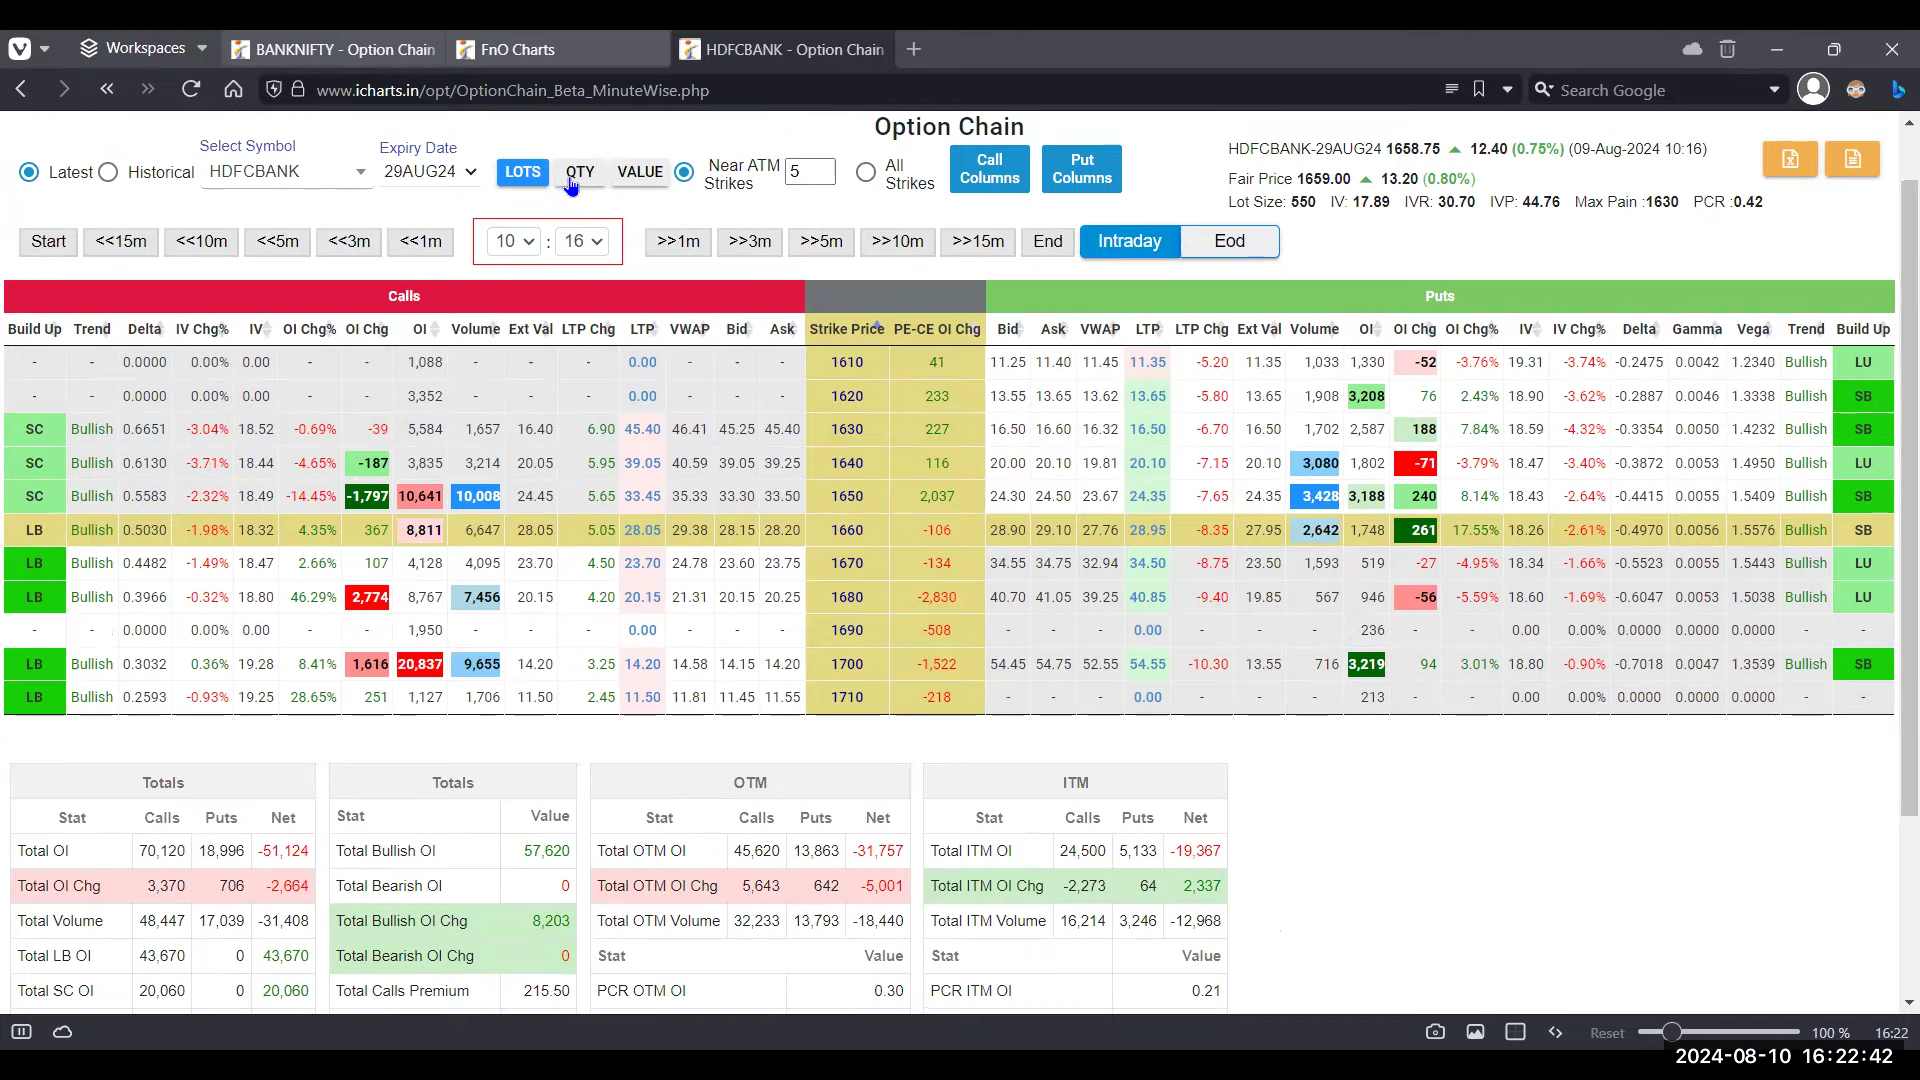 Workspaces BANKNIFTY - Option Chain FnO Charts HDFCBANK - Option Chain
www.icharts.in/opt/OptionChain_Beta_MinuteWise.php Search Google
Option Chain
Latest Historical Select Symbol HDFCBANK Expiry Date 29AUG24 LOTS QTY VALUE Near ATM Strikes 5 All Strikes Call Columns Put Columns
HDFCBANK-29AUG24 1658.75 12.40 (0.75%) (09-Aug-2024 10:16)
Fair Price 1659.00 13.20 (0.80%)
Lot Size: 550 IV: 17.89 IVR: 30.70 IVP: 44.76 Max Pain :1630 PCR :0.42
Start <<15m <<10m <<5m <<3m <<1m 10 : 16 >>1m >>3m >>5m >>10m >>15m End Intraday Eod
Calls Puts
Build Up Trend Delta IV Chg% IV OI Chg% OI Chg OI Volume Ext Val LTP Chg LTP VWAP Bid Ask Strike Price PE-CE OI Chg Bid Ask VWAP LTP LTP Chg Ext Val Volume OI OI Chg OI Chg% IV IV Chg% Delta Gamma Vega Trend Build Up
- - 0.0000 0.00% 0.00 - - 1,088 - - - 0.00 - - - 1610 41 11.25 11.40 11.45 11.35 -5.20 11.35 1,033 1,330 -52 -3.76% 19.31 -3.74% -0.2475 0.0042 1.2340 Bullish LU
- - 0.0000 0.00% 0.00 - - 3,352 - - - 0.00 - - - 1620 233 13.55 13.65 13.62 13.65 -5.80 13.65 1,908 3,208 76 2.43% 18.90 -3.62% -0.2887 0.0046 1.3338 Bullish SB
SC Bullish 0.6651 -3.04% 18.52 -0.69% -39 5,584 1,657 16.40 6.90 45.40 46.41 45.25 45.40 1630 227 16.50 16.60 16.32 16.50 -6.70 16.50 1,702 2,587 188 7.84% 18.59 -4.32% -0.3354 0.0050 1.4232 Bullish SB
SC Bullish 0.6130 -3.71% 18.44 -4.65% -187 3,835 3,214 20.05 5.95 39.05 40.59 39.05 39.25 1640 116 20.00 20.10 19.81 20.10 -7.15 20.10 3,080 1,802 -71 -3.79% 18.47 -3.40% -0.3872 0.0053 1.4950 Bullish LU
SC Bullish 0.5583 -2.32% 18.49 -14.45% -1,797 10,641 10,008 24.45 5.65 33.45 35.33 33.30 33.50 1650 2,037 24.30 24.50 23.67 24.35 -7.65 24.35 3,428 3,188 240 8.14% 18.43 -2.64% -0.4415 0.0055 1.5409 Bullish SB
LB Bullish 0.5030 -1.98% 18.32 4.35% 367 8,811 6,647 28.05 5.05 28.05 29.38 28.15 28.20 1660 -106 28.90 29.10 27.76 28.95 -8.35 27.95 2,642 1,748 261 17.55% 18.26 -2.61% -0.4970 0.0056 1.5576 Bullish SB
LB Bullish 0.4482 -1.49% 18.47 2.66% 107 4,128 4,095 23.70 4.50 23.70 24.78 23.60 23.75 1670 -134 34.55 34.75 32.94 34.50 -8.75 23.50 1,593 519 -27 -4.95% 18.34 -1.66% -0.5523 0.0055 1.5443 Bullish LU
LB Bullish 0.3966 -0.32% 18.80 46.29% 2,774 8,767 7,456 20.15 4.20 20.15 21.31 20.15 20.25 1680 -2,830 40.70 41.05 39.25 40.85 -9.40 19.85 567 946 -56 -5.59% 18.60 -1.69% -0.6047 0.0053 1.5038 Bullish LU
- - 0.0000 0.00% 0.00 - - 1,950 - - - 0.00 - - - 1690 -508 - - - 0.00 - - - 236 - - 0.00 0.00% 0.0000 0.0000 0.0000 - -
LB Bullish 0.3032 0.36% 19.28 8.41% 1,616 20,837 9,655 14.20 3.25 14.20 14.58 14.15 14.20 1700 -1,522 54.45 54.75 52.55 54.55 -10.30 13.55 716 3,219 94 3.01% 18.80 -0.90% -0.7018 0.0047 1.3539 Bullish SB
LB Bullish 0.2593 -0.93% 19.25 28.65% 251 1,127 1,706 11.50 2.45 11.50 11.81 11.45 11.55 1710 -218 - - - 0.00 - - - 213 - - 0.00 0.00% 0.0000 0.0000 0.0000 - -
Totals Totals OTM ITM
Stat Calls Puts Net Stat Value Stat Calls Puts Net Stat Calls Puts Net
Total OI 70,120 18,996 -51,124 Total Bullish OI 57,620 Total OTM OI 45,620 13,863 -31,757 Total ITM OI 24,500 5,133 -19,367
Total OI Chg 3,370 706 -2,664 Total Bearish OI 0 Total OTM OI Chg 5,643 642 -5,001 Total ITM OI Chg -2,273 64 2,337
Total Volume 48,447 17,039 -31,408 Total Bullish OI Chg 8,203 Total OTM Volume 32,233 13,793 -18,440 Total ITM Volume 16,214 3,246 -12,968
Total LB OI 43,670 0 43,670 Total Bearish OI Chg 0 Stat Value Stat Value
Total SC OI 20,060 0 20,060 Total Calls Premium 215.50 PCR OTM OI 0.30 PCR ITM OI 0.21
Reset 100 % 16:22
2024-08-10 16:22:42